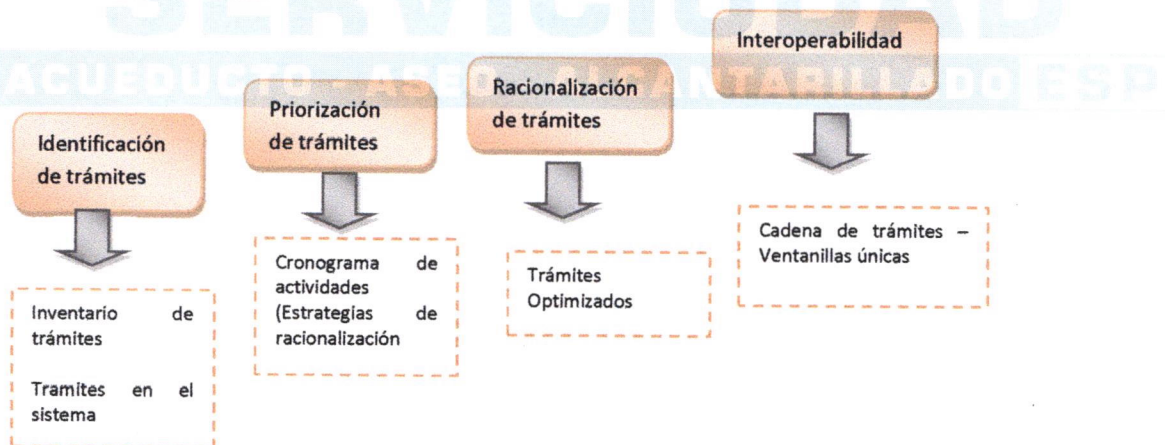 SERVICIUDAD
ACUEDUCTO - ASEO - ALCANTARILLADO ESP
Identificación
de trámites
Inventario de
trámites
Tramites en el
sistema
Priorización
de trámites
Cronograma de
actividades
(Estrategias de
racionalización
Racionalización
de trámites
Trámites
Optimizados
Interoperabilidad
Cadena de trámites –
Ventanillas únicas